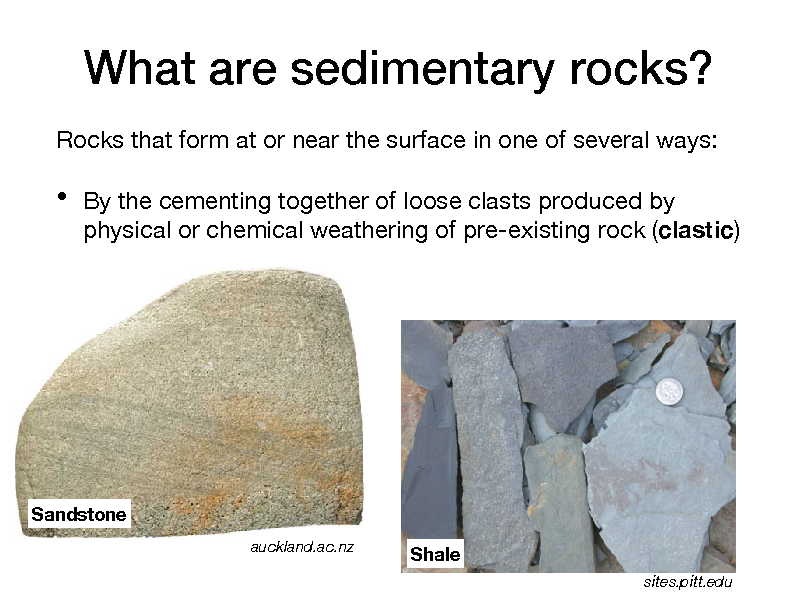 What are sedimentary rocks?
Rocks that form at or near the surface in one of several ways:
• By the cementing together of loose clasts produced by
physical or chemical weathering of pre-existing rock (clastic)
Sandstone
auckland.ac.nz
Shale
sites.pitt.edu